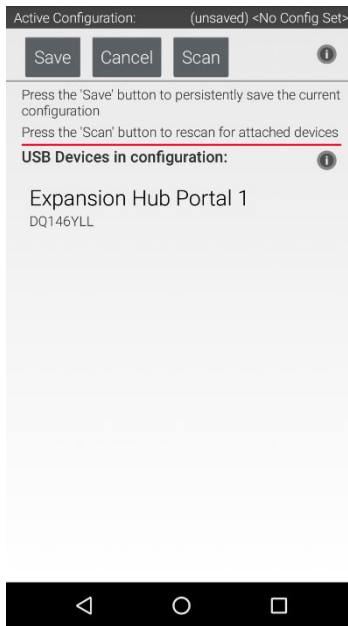 Active Configuration: (unsaved) <No Config Set>
Save Cancel Scan
Press the 'Save' button to persistently save the current
configuration
Press the 'Scan' button to rescan for attached devices
USB Devices in configuration:
Expansion Hub Portal 1
DQ146YLL